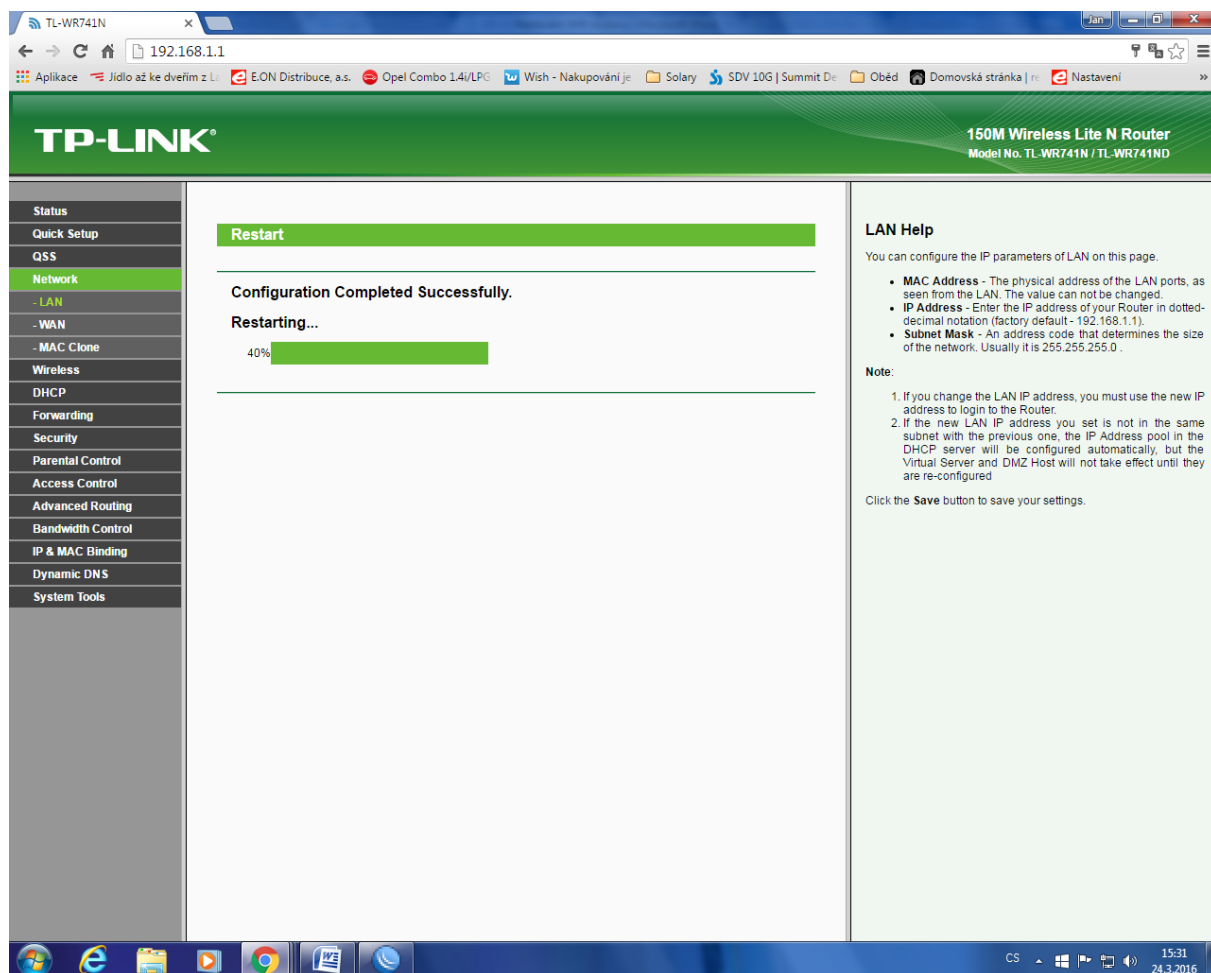 TL-WR741N
Jan
192.168.1.1
Aplikace
Jídlo až ke dveřím z
E.ON Distribuce, a.s.
Opel Combo 1.4i/LPG
Wish - Nakupování je
Solary
SDV 10G | Summit De
Oběd
Domovská stránka |
Nastavení
»
TP-LINK®
150M Wireless Lite N Router
Model No. TL-WR741N / TL-WR741ND
Status
Quick Setup
QSS
Network
- LAN
- WAN
- MAC Clone
Wireless
DHCP
Forwarding
Security
Parental Control
Access Control
Advanced Routing
Bandwidth Control
IP & MAC Binding
Dynamic DNS
System Tools
Restart
Configuration Completed Successfully.
Restarting...
40%
LAN Help
You can configure the IP parameters of LAN on this page.
• MAC Address - The physical address of the LAN ports, as
seen from the LAN. The value can not be changed.
• IP Address - Enter the IP address of your Router in dotted-
decimal notation (factory default - 192.168.1.1).
• Subnet Mask - An address code that determines the size
of the network. Usually it is 255.255.255.0 .
Note:
1. If you change the LAN IP address, you must use the new IP
address to login to the Router.
2. If the new LAN IP address you set is not in the same
subnet with the previous one, the IP Address pool in the
DHCP server will be configured automatically, but the
Virtual Server and DMZ Host will not take effect until they
are re-configured
Click the Save button to save your settings.
CS
15:31
24.3.2016